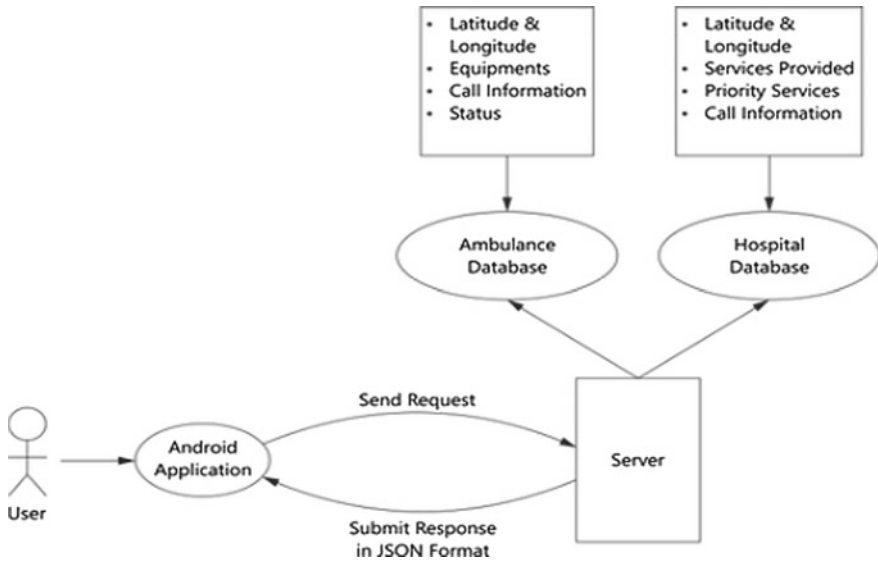 • Latitude &
Longitude
• Equipments
• Call Information
• Status
• Latitude &
Longitude
• Services Provided
• Priority Services
• Call Information
Ambulance
Database
Hospital
Database
Send Request
Android
Application
Server
User
Submit Response
in JSON Format